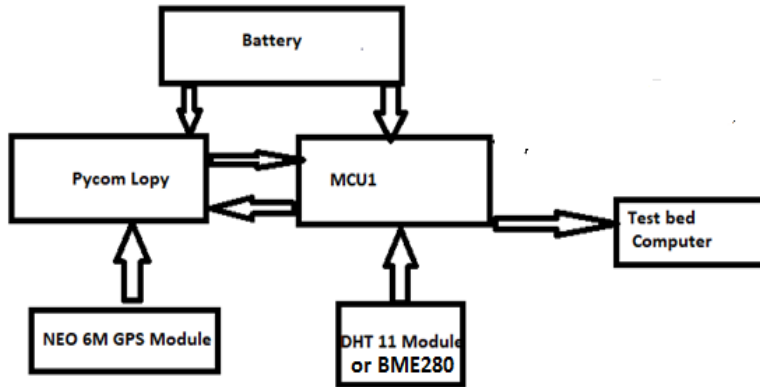 Battery
Pycom Lopy
MCU1
Test bed
Computer
NEO 6M GPS Module
DHT 11 Module
or BME280